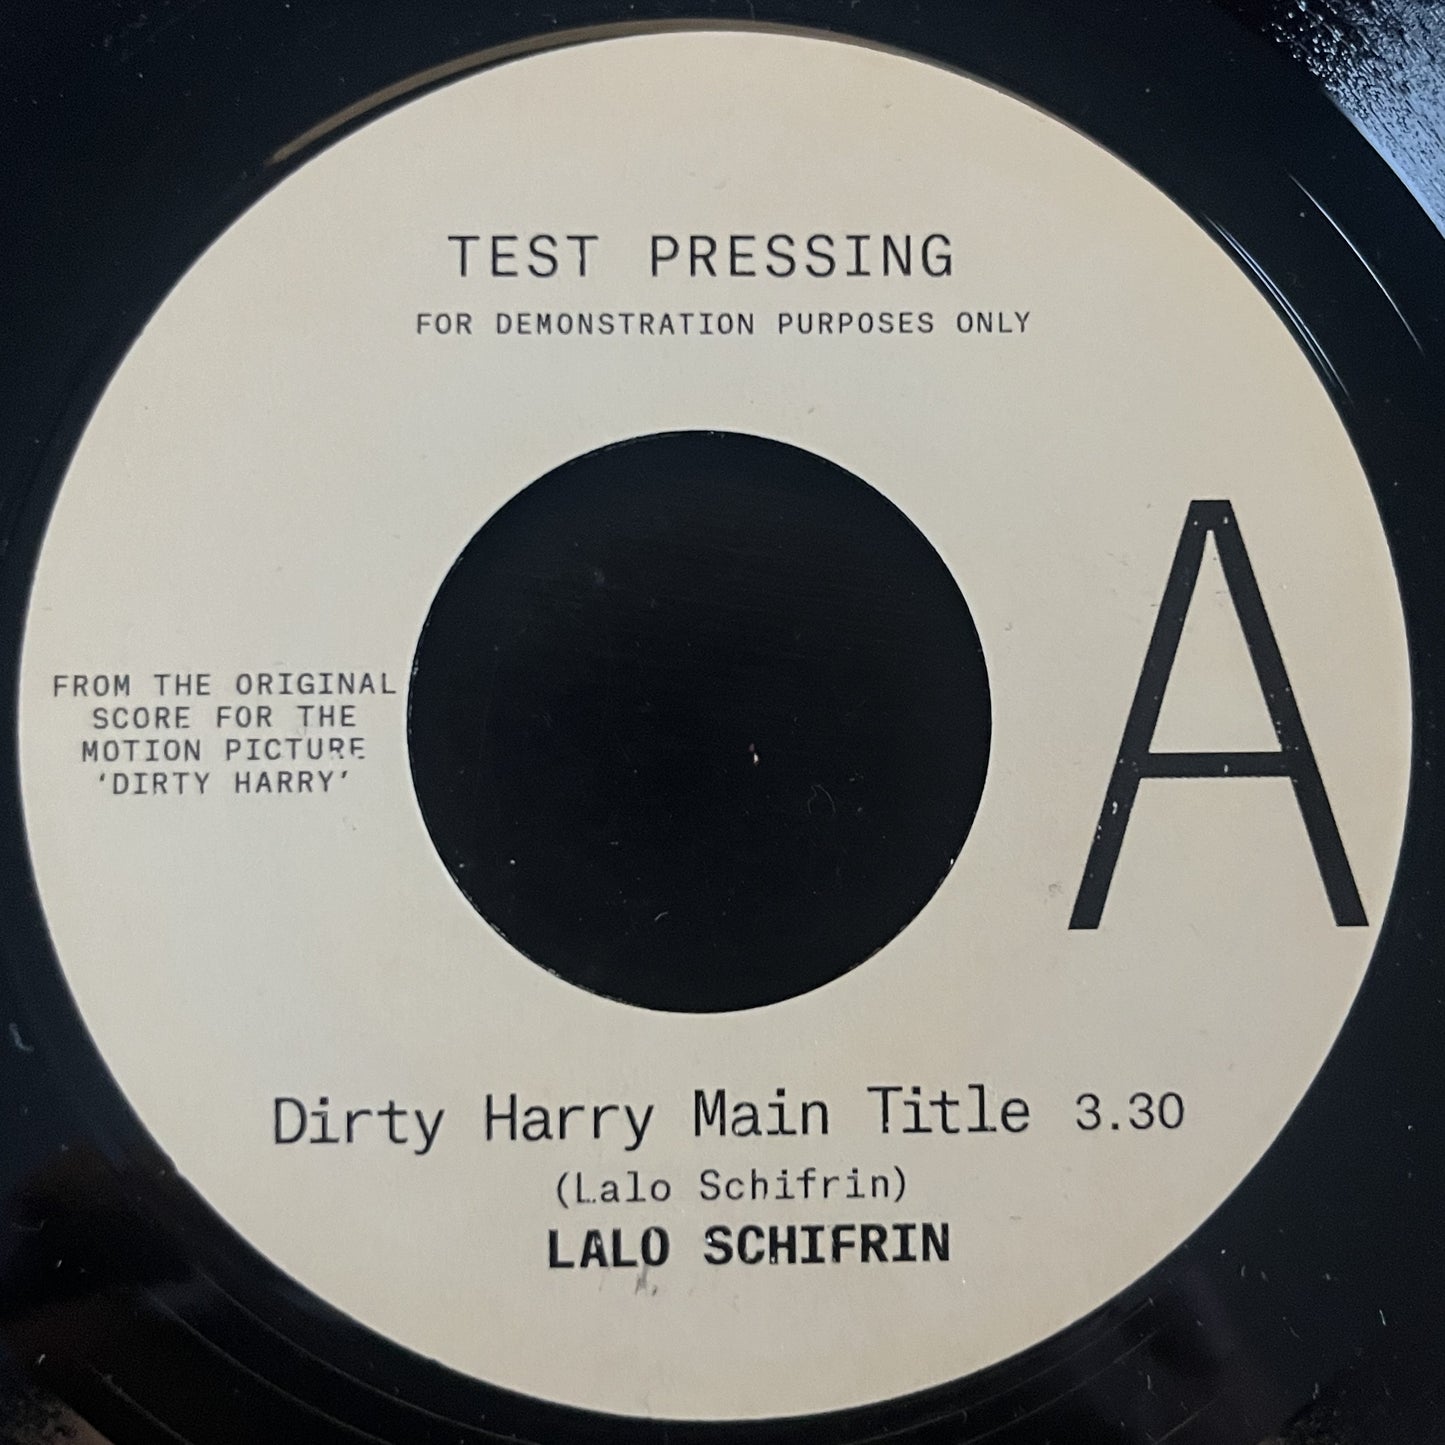 TEST PRESSING
FOR DEMONSTRATION PURPOSES ONLY
A
FROM THE ORIGINAL
SCORE FOR THE
MOTION PICTURE
‘DIRTY HARRY’
Dirty Harry Main Title 3.30
(Lalo Schifrin)
LALO SCHIFRIN